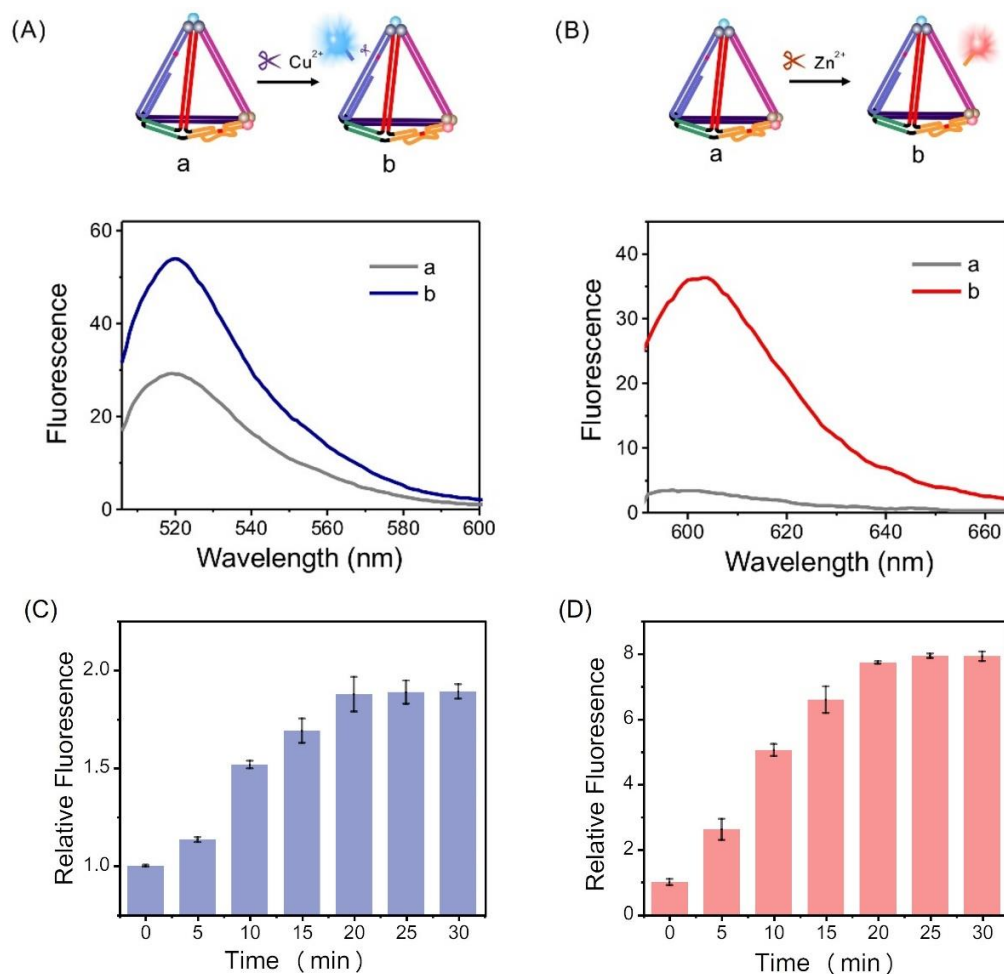 (A)
Cu2+
a
b
(B)
Zn2+
a
b
Fluorescence
60
40
20
0
a
b
520
540
560
580
600
Wavelength (nm)
Fluorescence
40
30
20
10
0
a
b
600
620
640
660
Wavelength (nm)
(C)
Relative Fluoresence
2.0
1.5
1.0
0
5
10
15
20
25
30
Time ( min )
(D)
Relative Fluoresence
8
6
4
2
0
0
5
10
15
20
25
30
Time ( min )